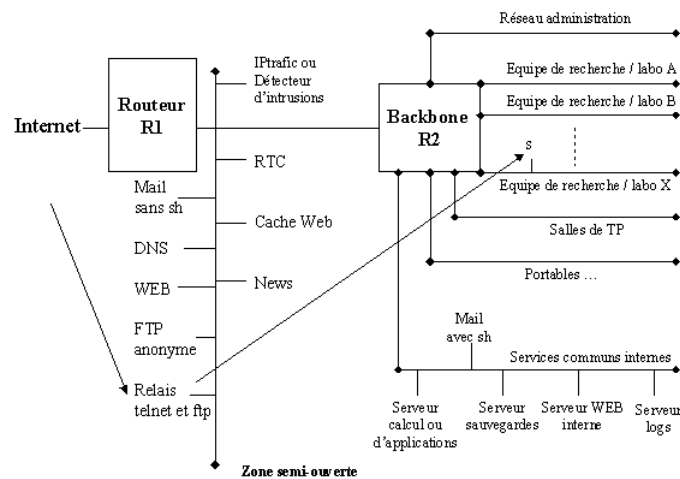 Réseau administration
IPtrafic ou
Détecteur
d'intrusions
Equipe de recherche / labo A
Routeur
R1
Equipe de recherche / labo B
Internet
Backbone
R2
s
RTC
Equipe de recherche / labo X
Mail
sans sh
Cache Web
Salles de TP
DNS
WEB
News
Portables ...
FTP
anonyme
Mail
avec sh
Services communs internes
Relais
telnet et ftp
Serveur
calcul ou
d'applications
Serveur
sauvegardes
Serveur WEB
interne
Serveur
logs
Zone semi-ouverte